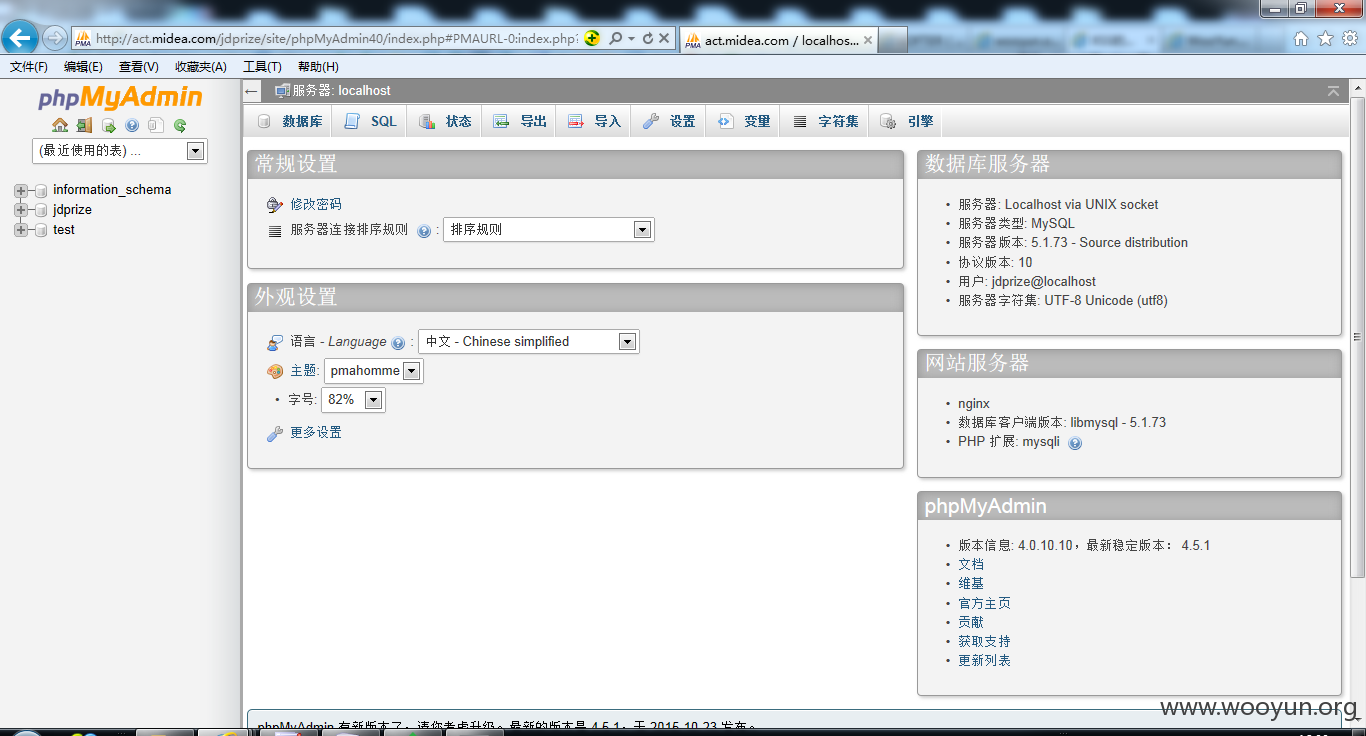 http://act.midea.com/jdprize/site/phpMyAdmin40/index.php#PMAURL-0:index.php?
act.midea.com / localhos...
文件(F) 编辑(E) 查看(V) 收藏夹(A) 工具(T) 帮助(H)
phpMyAdmin
(最近使用的表) ...
information_schema
jdprize
test
服务器: localhost
数据库 SQL 状态 导出 导入 设置 变量 字符集 引擎
常规设置
修改密码
服务器连接排序规则 : 排序规则
外观设置
语言 - Language : 中文 - Chinese simplified
主题: pmahomme
字号: 82%
更多设置
数据库服务器
服务器: Localhost via UNIX socket
服务器类型: MySQL
服务器版本: 5.1.73 - Source distribution
协议版本: 10
用户: jdprize@localhost
服务器字符集: UTF-8 Unicode (utf8)
网站服务器
nginx
数据库客户端版本: libmysql - 5.1.73
PHP 扩展: mysqli
phpMyAdmin
版本信息: 4.0.10.10，最新稳定版本： 4.5.1
文档
维基
官方主页
贡献
获取支持
更新列表
phpMyAdmin 有新版本了，请您考虑升级。最新的版本是 4.5.1，于 2015-10-23 发布。
www.wooyun.org